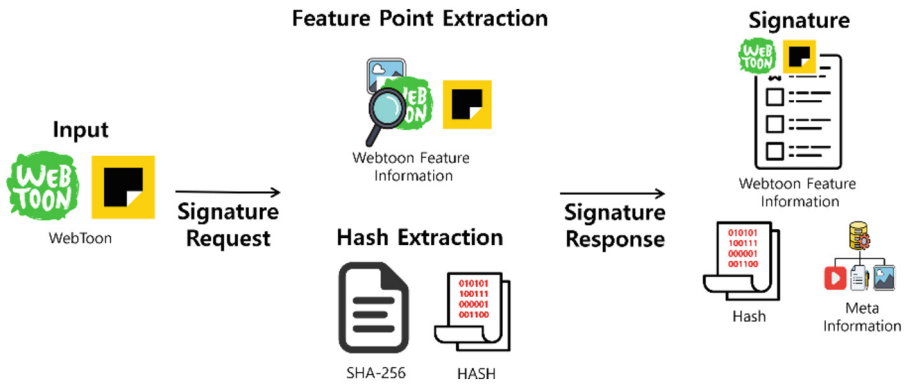 Input
WEB
TOON
WebToon
Signature
Request
Feature Point Extraction
WEB
ON
Webtoon Feature
Information
Hash Extraction
SHA-256
010101
100111
000001
001100
HASH
Signature
Response
Signature
WEB
TOON
Webtoon Feature
Information
010101
100111
000001
001100
Hash
Meta
Information